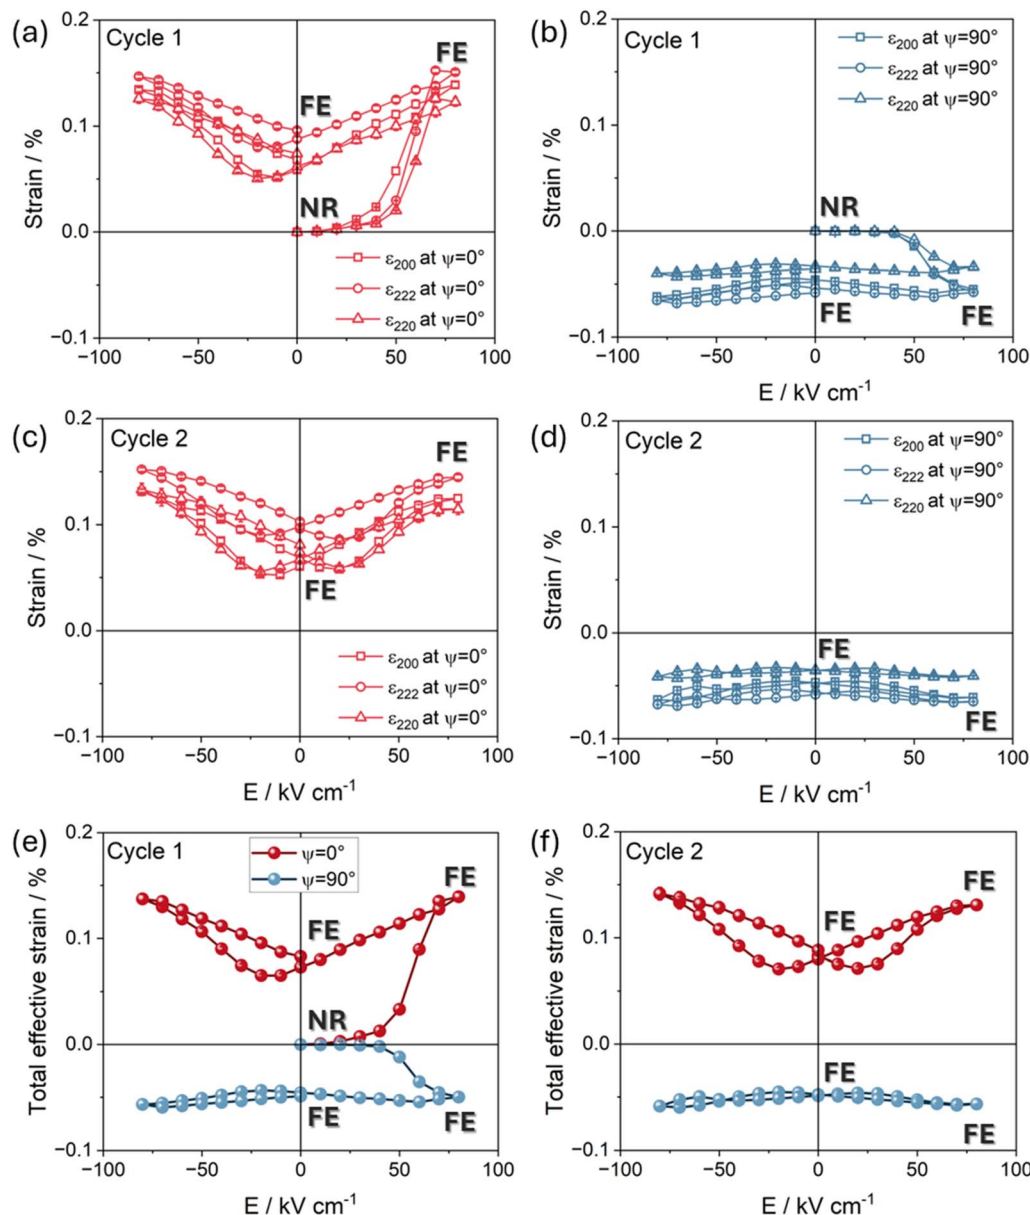 (a)
Cycle 1
FE
FE
NR
ε200 at ψ=0°
ε222 at ψ=0°
ε220 at ψ=0°
0.2
0.1
0.0
−0.1
Strain / %
−100 −50 0 50 100
E / kV cm⁻¹
(b)
Cycle 1
ε200 at ψ=90°
ε222 at ψ=90°
ε220 at ψ=90°
NR
FE
FE
0.2
0.1
0.0
−0.1
Strain / %
−100 −50 0 50 100
E / kV cm⁻¹
(c)
Cycle 2
FE
FE
ε200 at ψ=0°
ε222 at ψ=0°
ε220 at ψ=0°
0.2
0.1
0.0
−0.1
Strain / %
−100 −50 0 50 100
E / kV cm⁻¹
(d)
Cycle 2
ε200 at ψ=90°
ε222 at ψ=90°
ε220 at ψ=90°
FE
FE
0.2
0.1
0.0
−0.1
Strain / %
−100 −50 0 50 100
E / kV cm⁻¹
(e)
Cycle 1
ψ=0°
ψ=90°
FE
FE
NR
FE
FE
0.2
0.1
0.0
−0.1
Total effective strain / %
−100 −50 0 50 100
E / kV cm⁻¹
(f)
Cycle 2
FE
FE
FE
FE
0.2
0.1
0.0
−0.1
Total effective strain / %
−100 −50 0 50 100
E / kV cm⁻¹